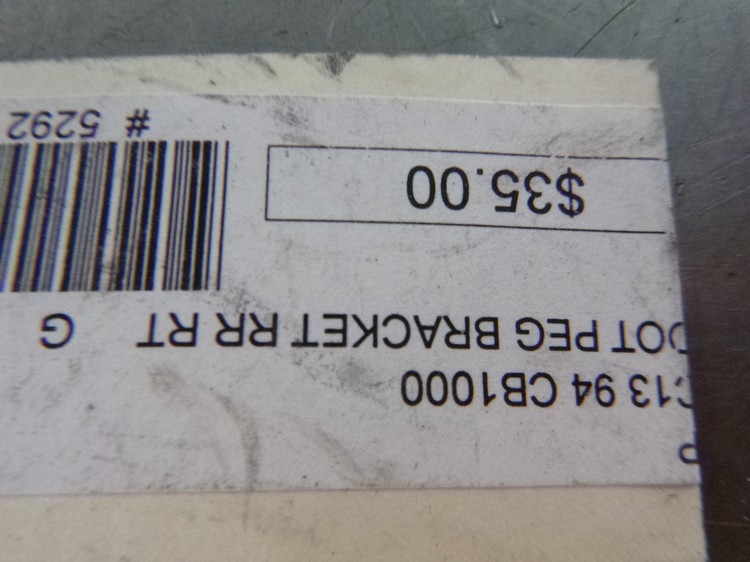 P
C13 94 CB1000
OOT PEG BRACKET RR RT G
$35.00
# 5292